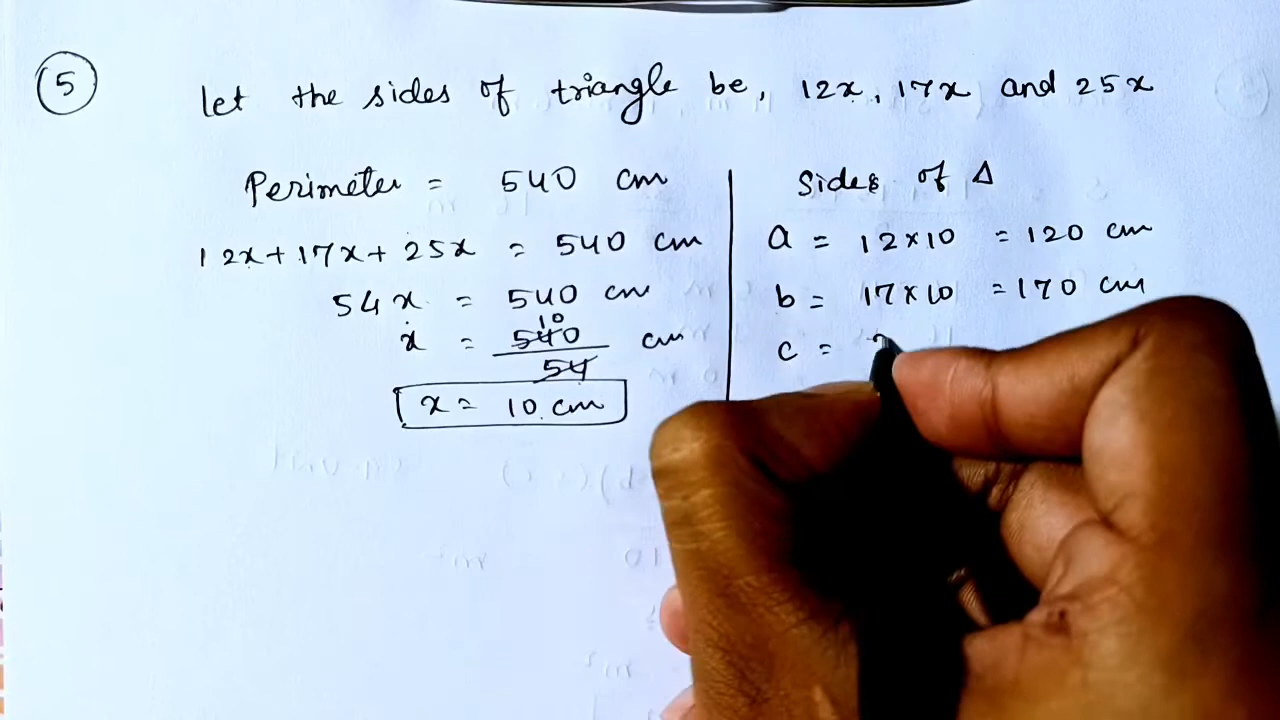 5
Let the sides of triangle be, 12x, 17x and 25x
Perimeter = 540 cm
12x+17x+25x = 540 cm
54x = 540 cm
10
x = 540 cm
54
x = 10 cm
Sides of Δ
a = 12×10 = 120 cm
b = 17×10 = 170 cm
c =